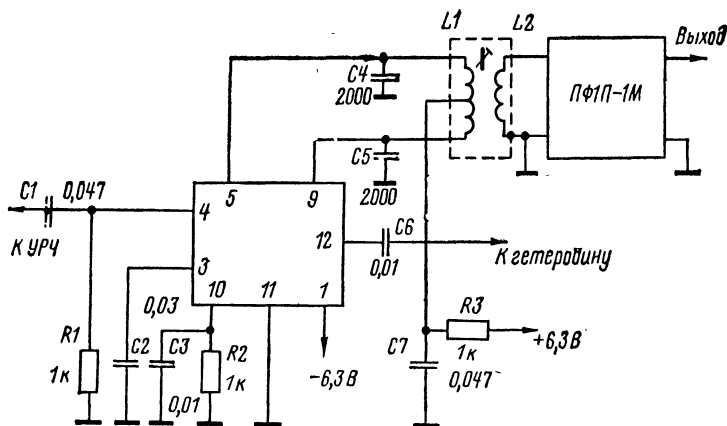 L1 L2
Выход
C4
2000
ПФ1П-1М
C5
2000
C1 0,047
К УРЧ
5 9
4
3
10 11 1
12
C6
0,01
К гетеродину
0,03
R1
1к
C2
C3
0,01
R2
1к
-6,3В
C7
0,047
R3
1к
+6,3В